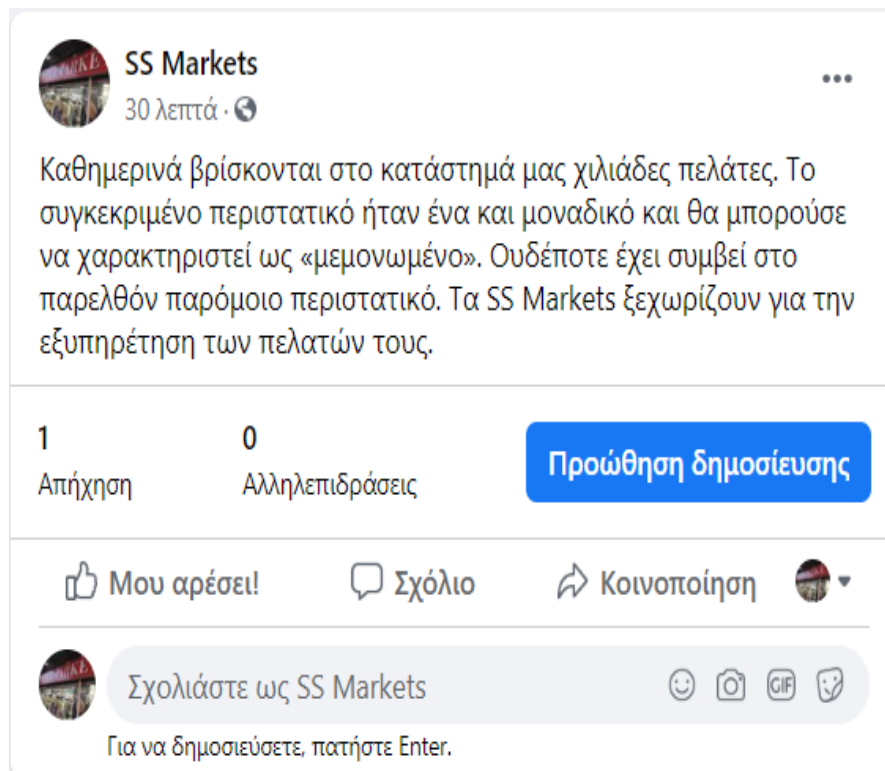 SS Markets
30 λεπτά ·
Καθημερινά βρίσκονται στο κατάστημά μας χιλιάδες πελάτες. Το
συγκεκριμένο περιστατικό ήταν ένα και μοναδικό και θα μπορούσε
να χαρακτηριστεί ως «μεμονωμένο». Ουδέποτε έχει συμβεί στο
παρελθόν παρόμοιο περιστατικό. Τα SS Markets ξεχωρίζουν για την
εξυπηρέτηση των πελατών τους.
1 0
Απήχηση Αλληλεπιδράσεις Προώθηση δημοσίευσης
Μου αρέσει! Σχόλιο Κοινοποίηση
Σχολιάστε ως SS Markets GIF
Για να δημοσιεύσετε, πατήστε Enter.